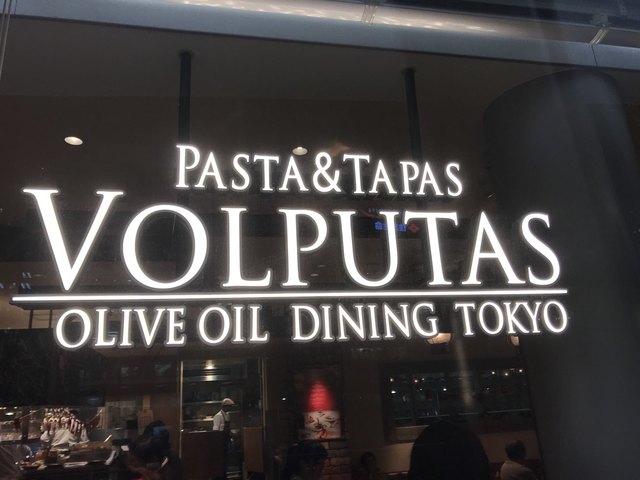 PASTA&TAPAS
VOLPUTAS
OLIVE OIL DINING TOKYO